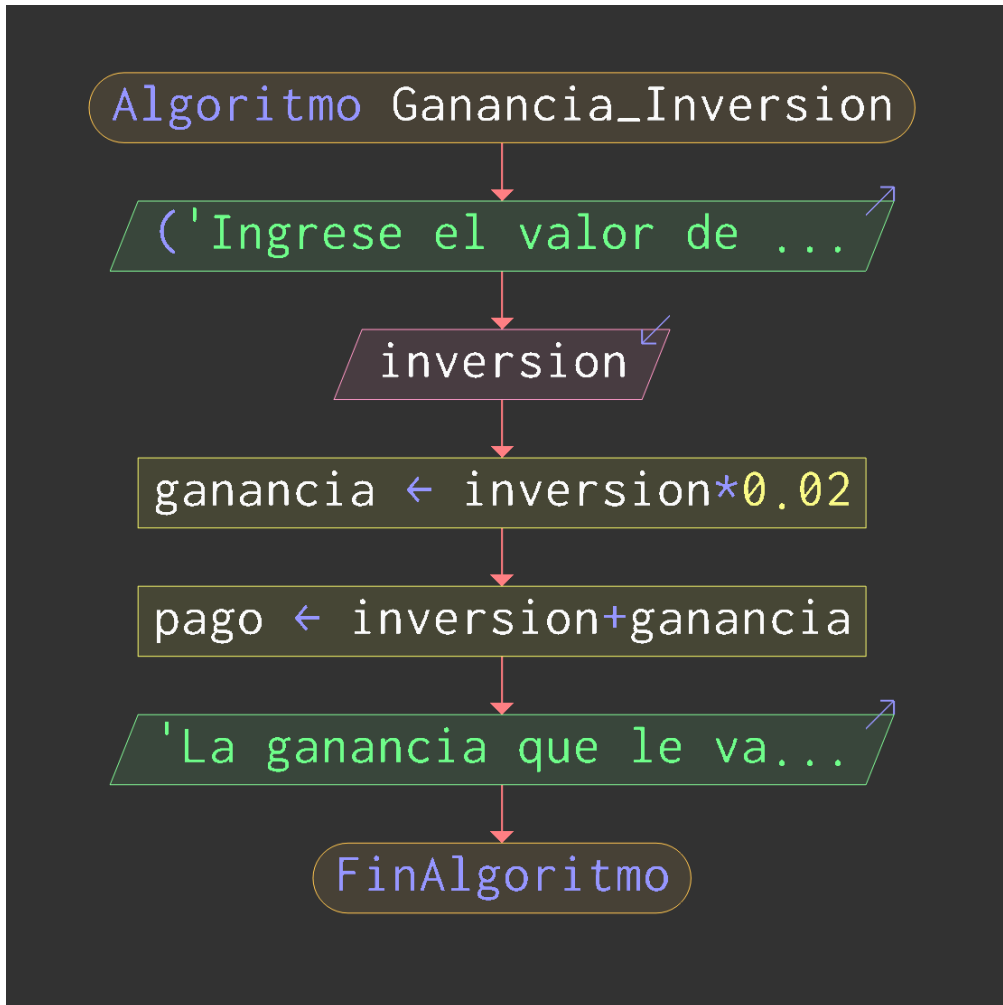 Algoritmo Ganancia_Inversion
('Ingrese el valor de ...
inversion
ganancia ← inversion*0.02
pago ← inversion+ganancia
'La ganancia que le va...
FinAlgoritmo